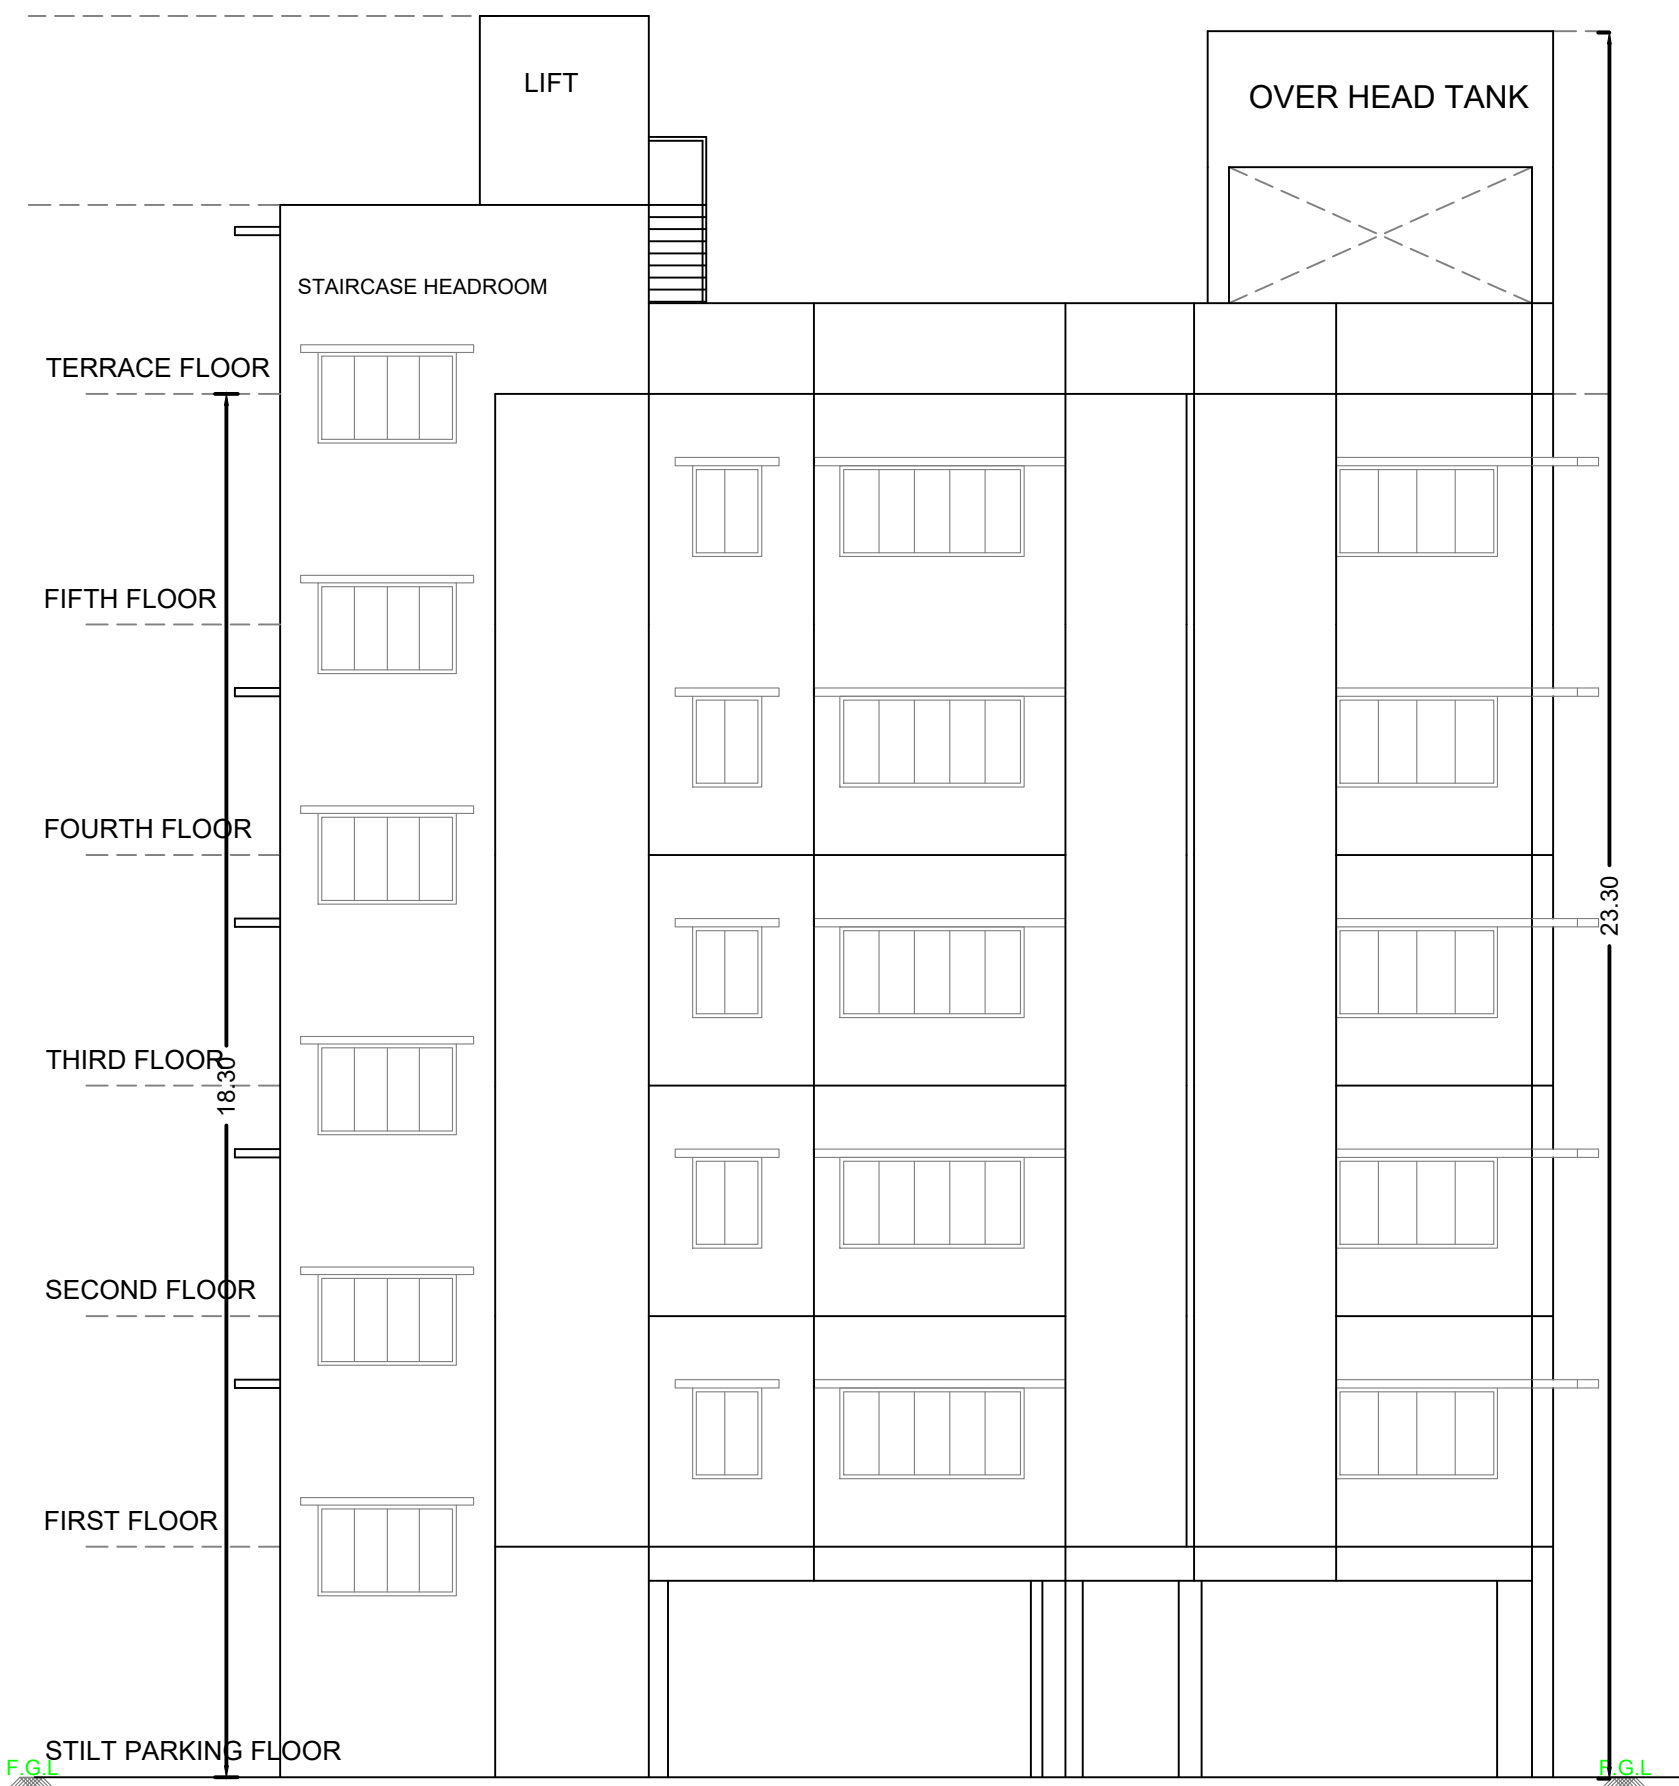 LIFT
OVER HEAD TANK
STAIRCASE HEADROOM
TERRACE FLOOR
FIFTH FLOOR
FOURTH FLOOR
23.30
THIRD FLOOR
18.30
SECOND FLOOR
FIRST FLOOR
STILT PARKING FLOOR
F.G.L
F.G.L